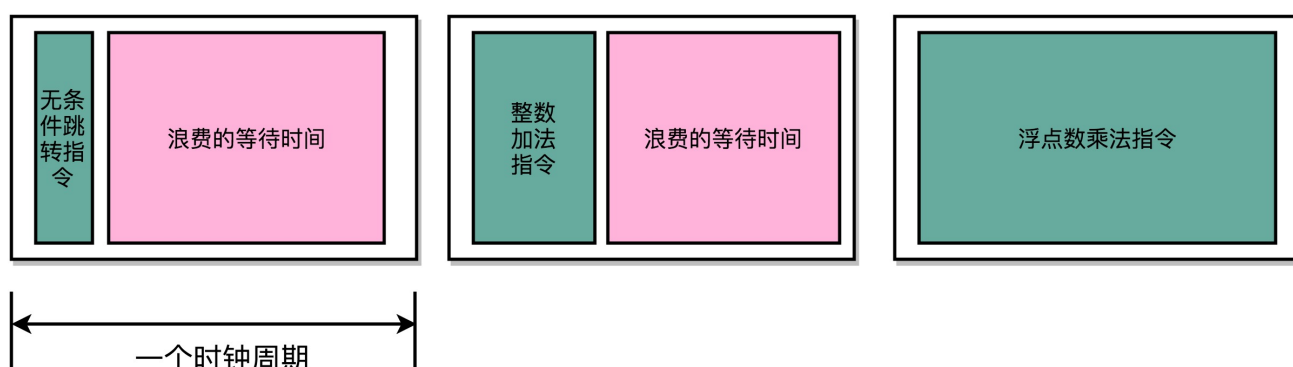 无条
件跳
转指
令
浪费的等待时间
整数
加法
指令
浪费的等待时间
浮点数乘法指令
一个时钟周期